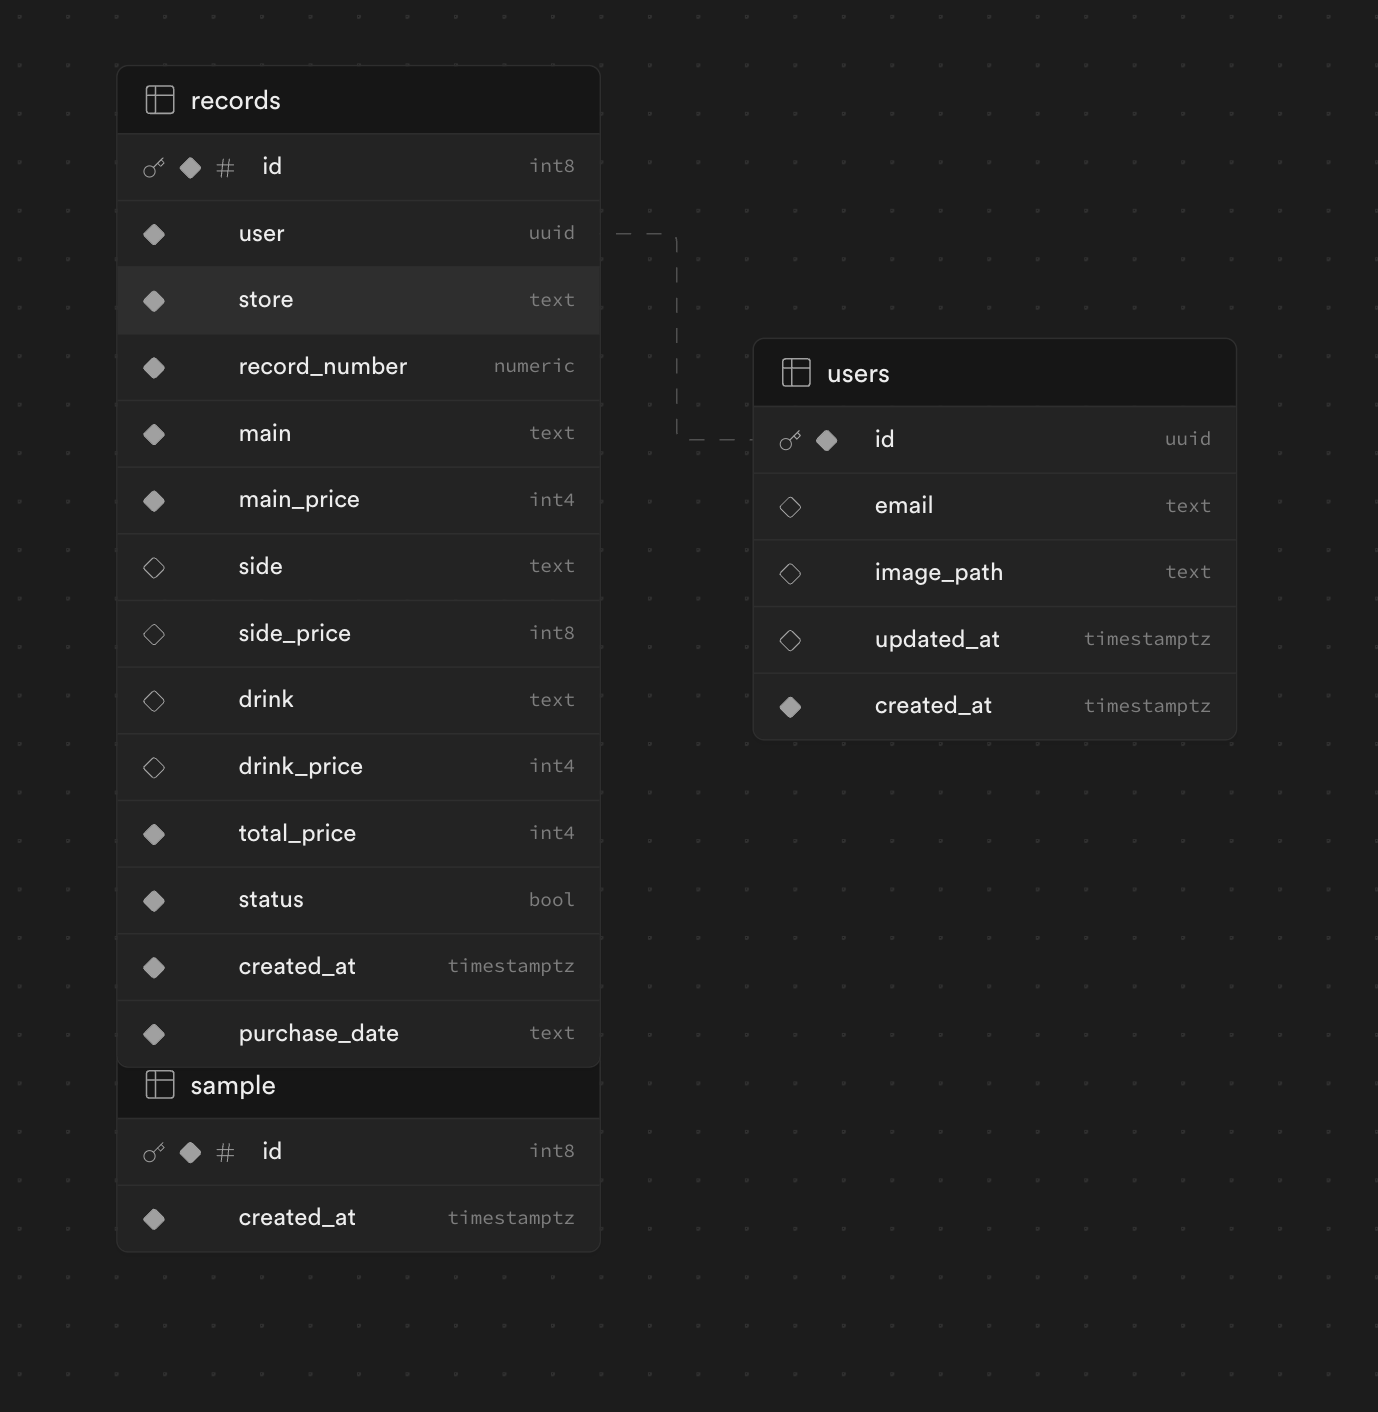 records
id int8
user uuid
store text
record_number numeric
main text
main_price int4
side text
side_price int8
drink text
drink_price int4
total_price int4
status bool
created_at timestamptz
purchase_date text
sample
id int8
created_at timestamptz
users
id uuid
email text
image_path text
updated_at timestamptz
created_at timestamptz